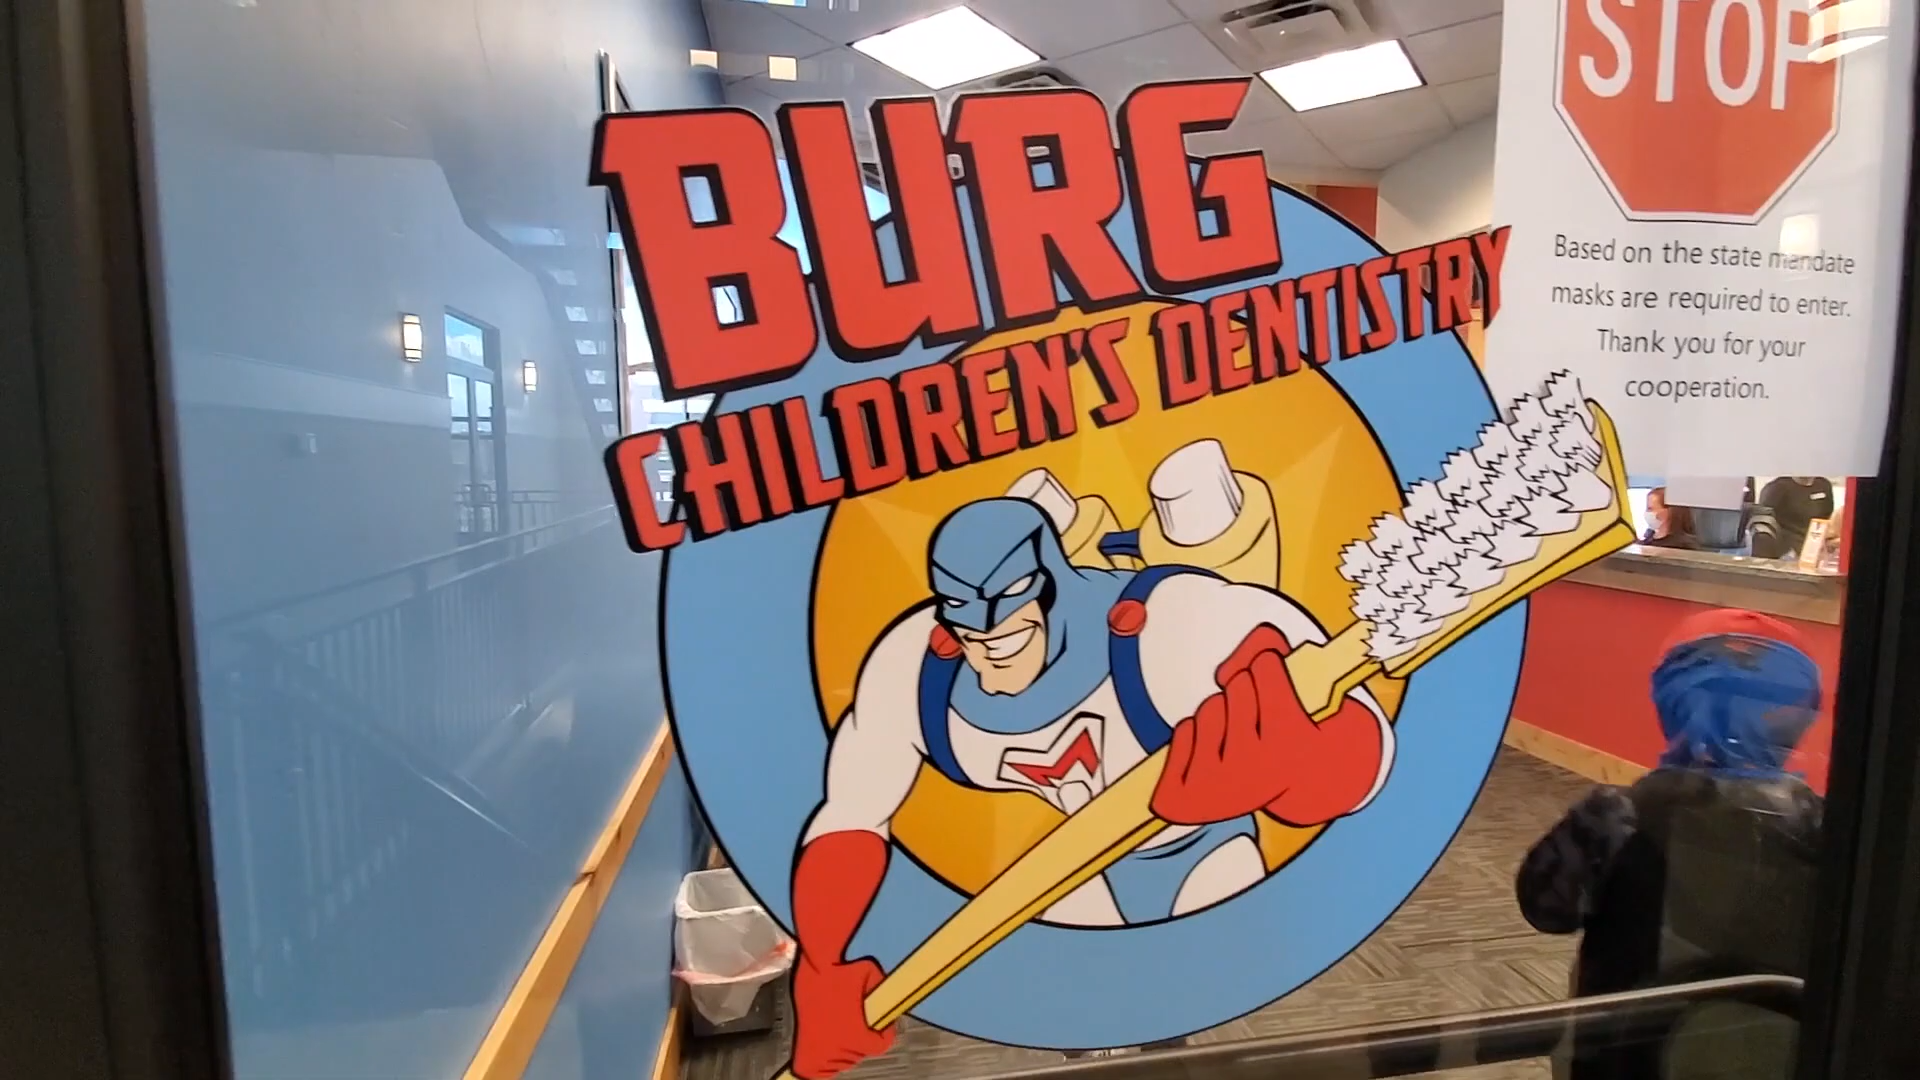 BURG
CHILDREN'S DENTISTRY
STOP
Based on the state mandate
masks are required to enter.
Thank you for your
cooperation.